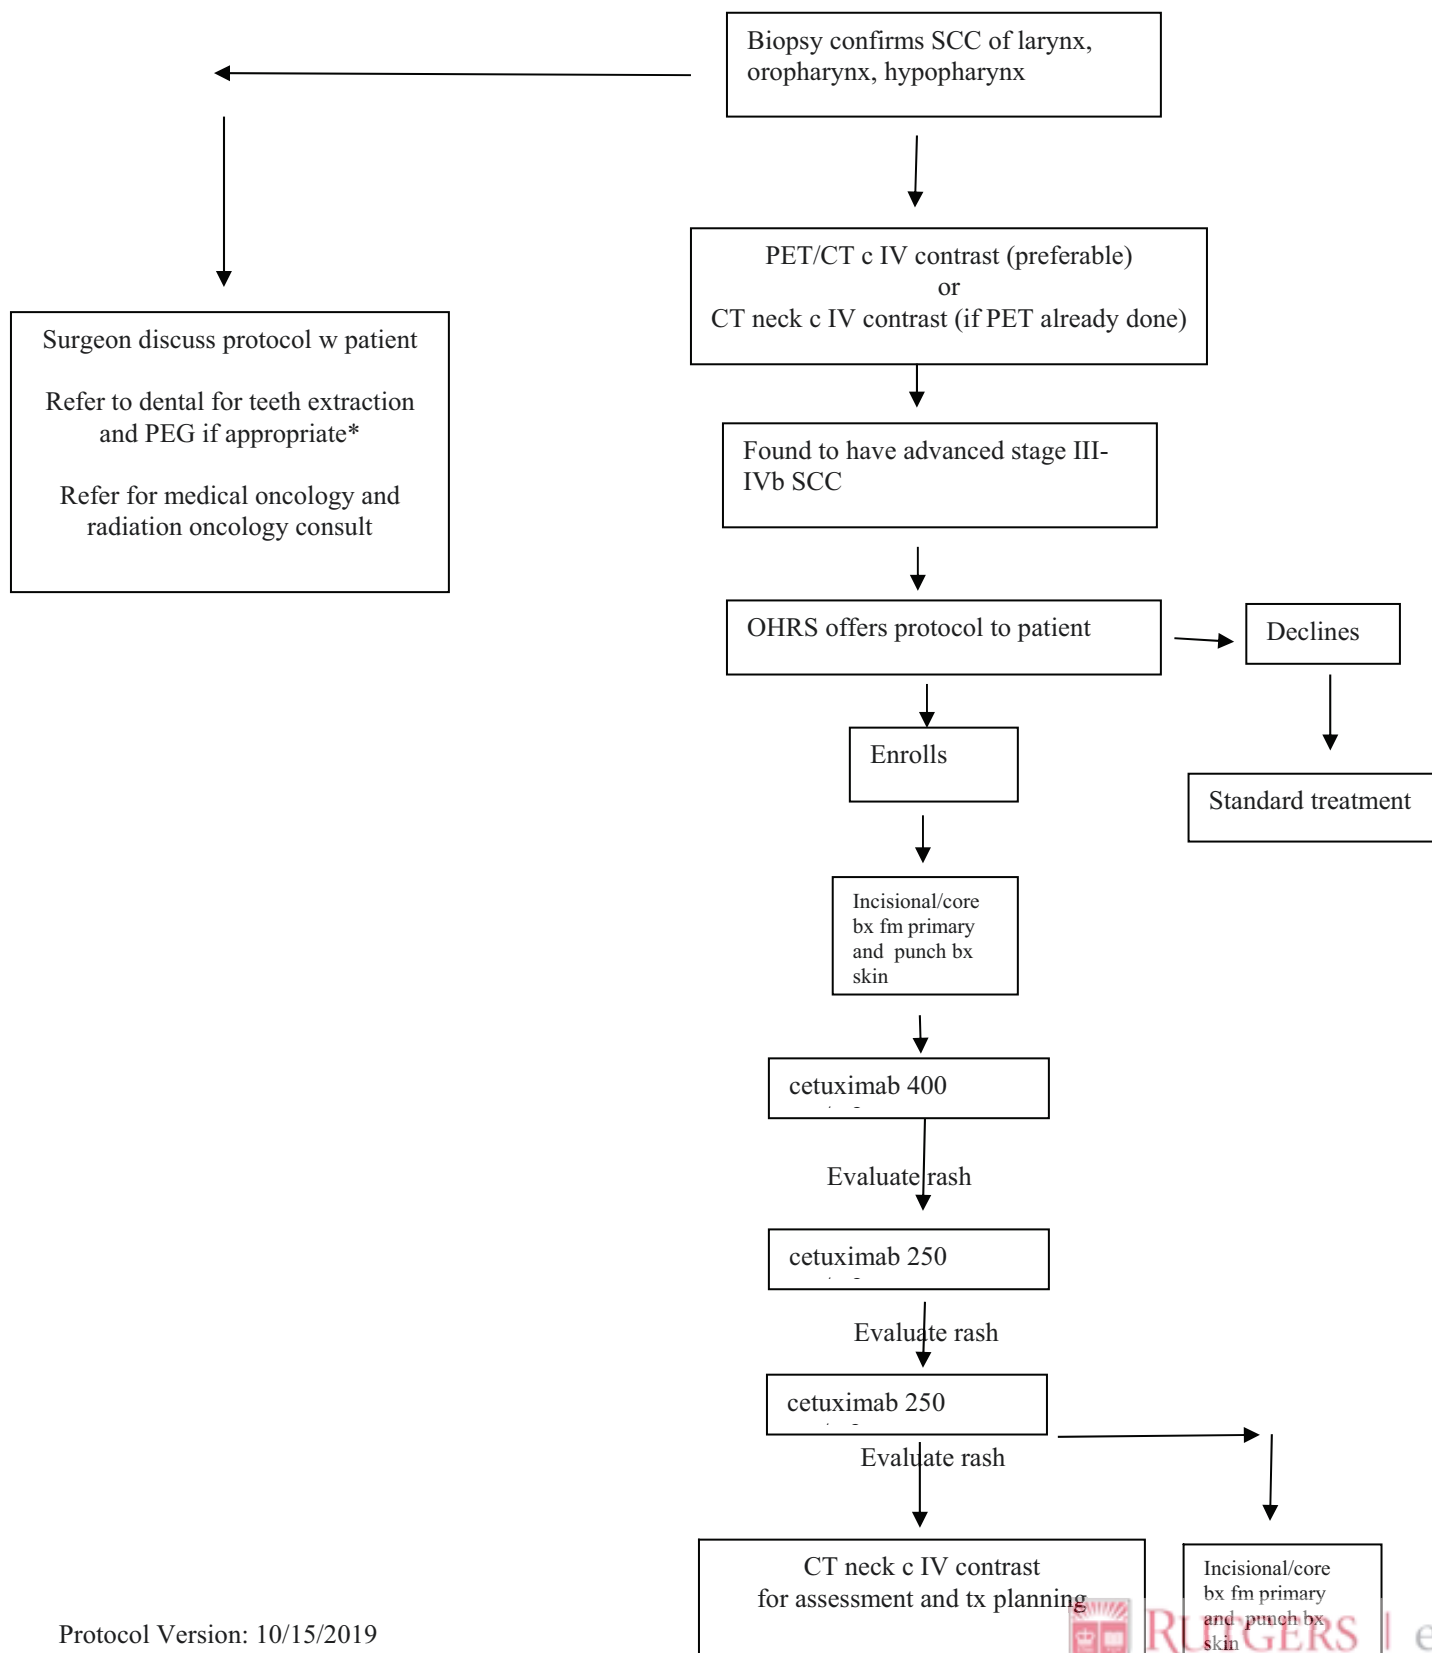 Biopsy confirms SCC of larynx,
oropharynx, hypopharynx
PET/CT c IV contrast (preferable)
or
CT neck c IV contrast (if PET already done)
Surgeon discuss protocol w patient
Refer to dental for teeth extraction
and PEG if appropriate*
Refer for medical oncology and
radiation oncology consult
Found to have advanced stage III-
IVb SCC
OHRS offers protocol to patient
Declines
Enrolls
Standard treatment
Incisional/core
bx fm primary
and punch bx
skin
cetuximab 400
Evaluate rash
cetuximab 250
Evaluate rash
cetuximab 250
Evaluate rash
CT neck c IV contrast
for assessment and tx planning
Incisional/core
bx fm primary
and punch bx
skin
Protocol Version: 10/15/2019
RUTGERS | e